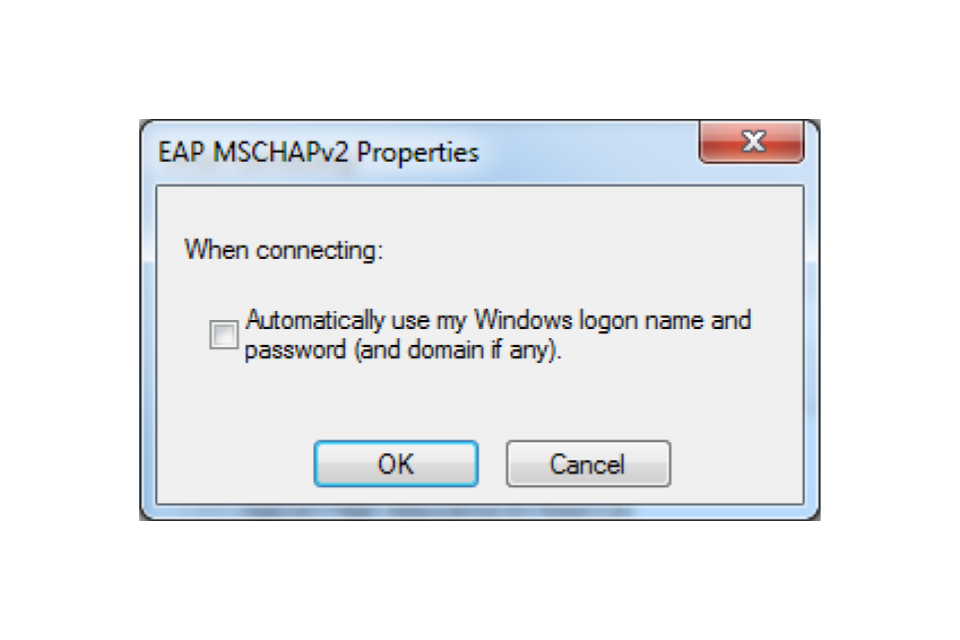 EAP MSCHAPv2 Properties
When connecting:
Automatically use my Windows logon name and
password (and domain if any).
OK
Cancel